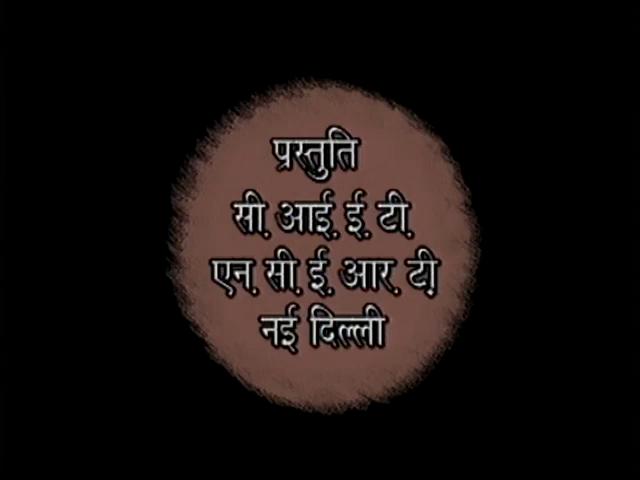 प्रस्तुति
सी. आई. ई. टी.
एन. सी. ई. आर. टी.
नई दिल्ली